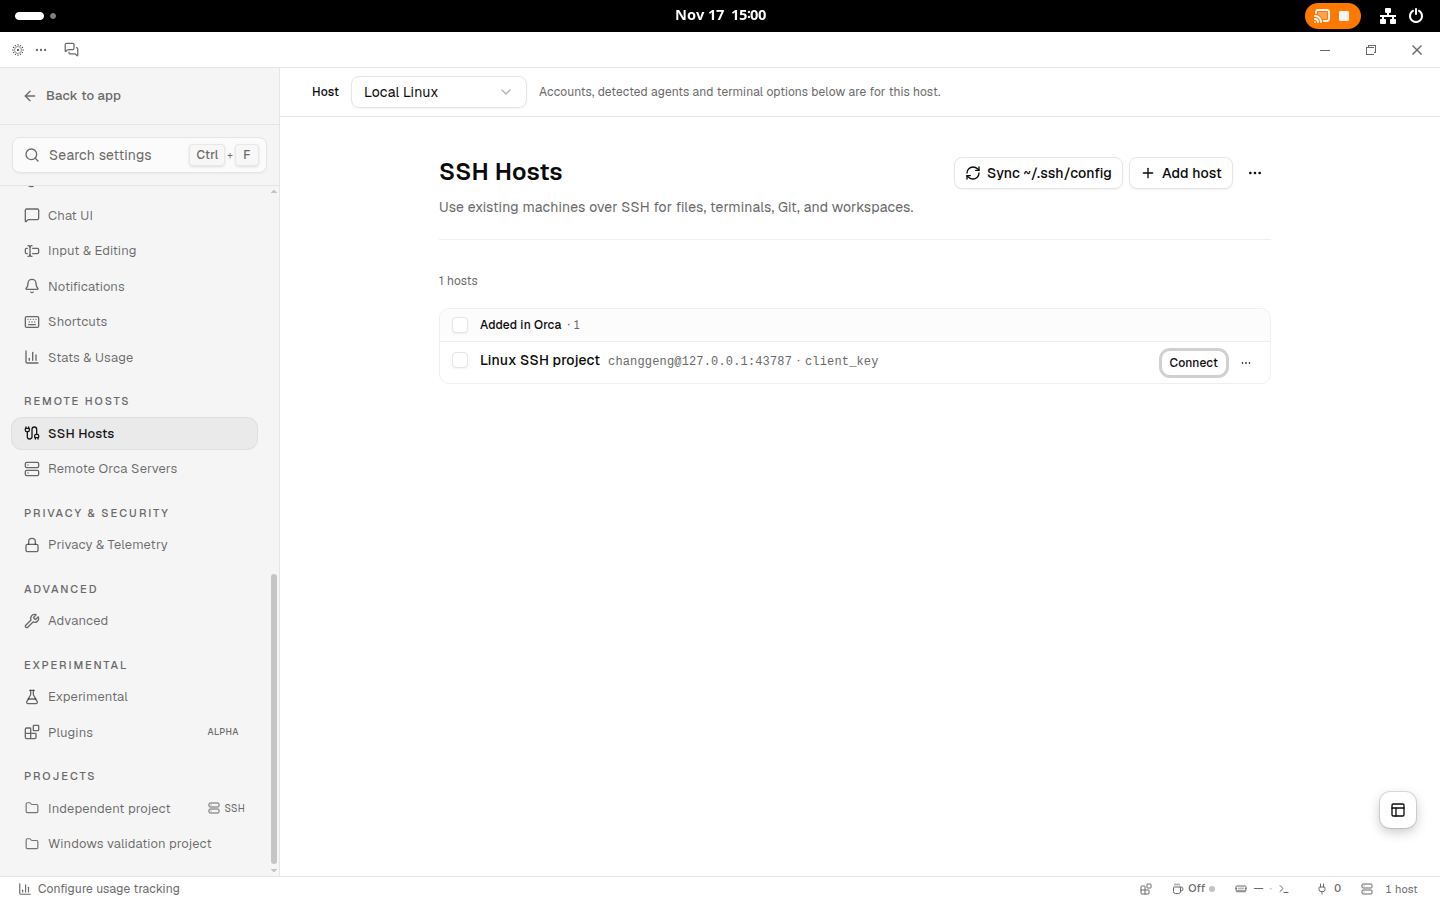 Nov 17 15:00
Back to app
Search settings Ctrl + F
Chat UI
Input & Editing
Notifications
Shortcuts
Stats & Usage
REMOTE HOSTS
SSH Hosts
Remote Orca Servers
PRIVACY & SECURITY
Privacy & Telemetry
ADVANCED
Advanced
EXPERIMENTAL
Experimental
Plugins ALPHA
PROJECTS
Independent project SSH
Windows validation project
Host Local Linux Accounts, detected agents and terminal options below are for this host.
SSH Hosts Sync ~/.ssh/config Add host
Use existing machines over SSH for files, terminals, Git, and workspaces.
1 hosts
Added in Orca · 1
Linux SSH project changgeng@127.0.0.1:43787 · client_key Connect
Configure usage tracking Off — · 0 1 host